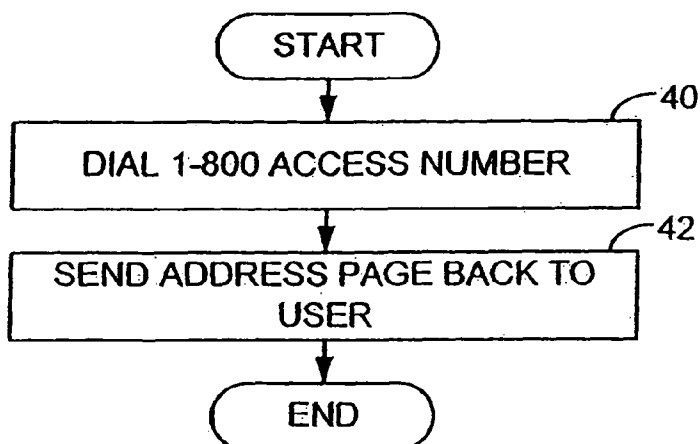 START
40
DIAL 1-800 ACCESS NUMBER
42
SEND ADDRESS PAGE BACK TO
USER
END